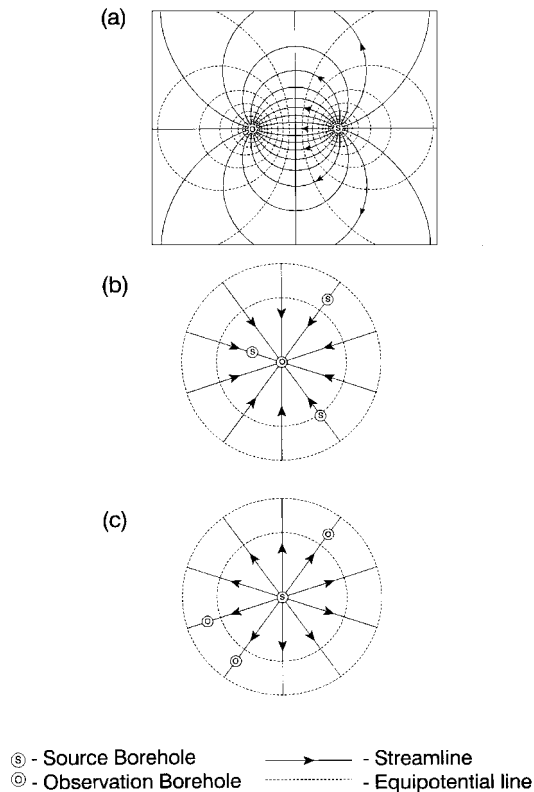 (a)
(b)
S
S
O
S
(c)
O
S
O
O
S - Source Borehole
O - Observation Borehole
- Streamline
- Equipotential line